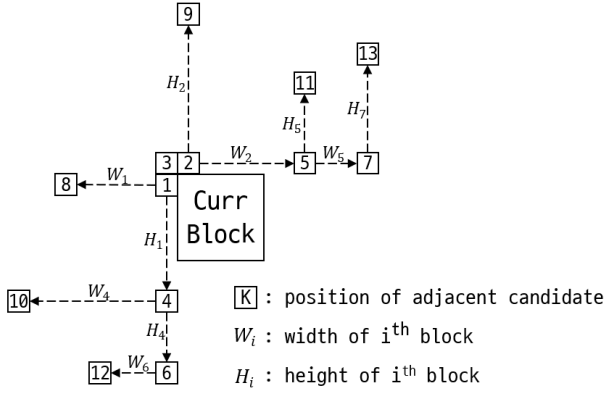 9
13
H₂
11
H₅
H₇
3 2 W₂ 5 W₅ 7
8 W₁ 1
Curr
Block
H₁
10 W₄ 4
K : position of adjacent candidate
H₄
Wᵢ : width of iᵗʰ block
12 W₆ 6
Hᵢ : height of iᵗʰ block